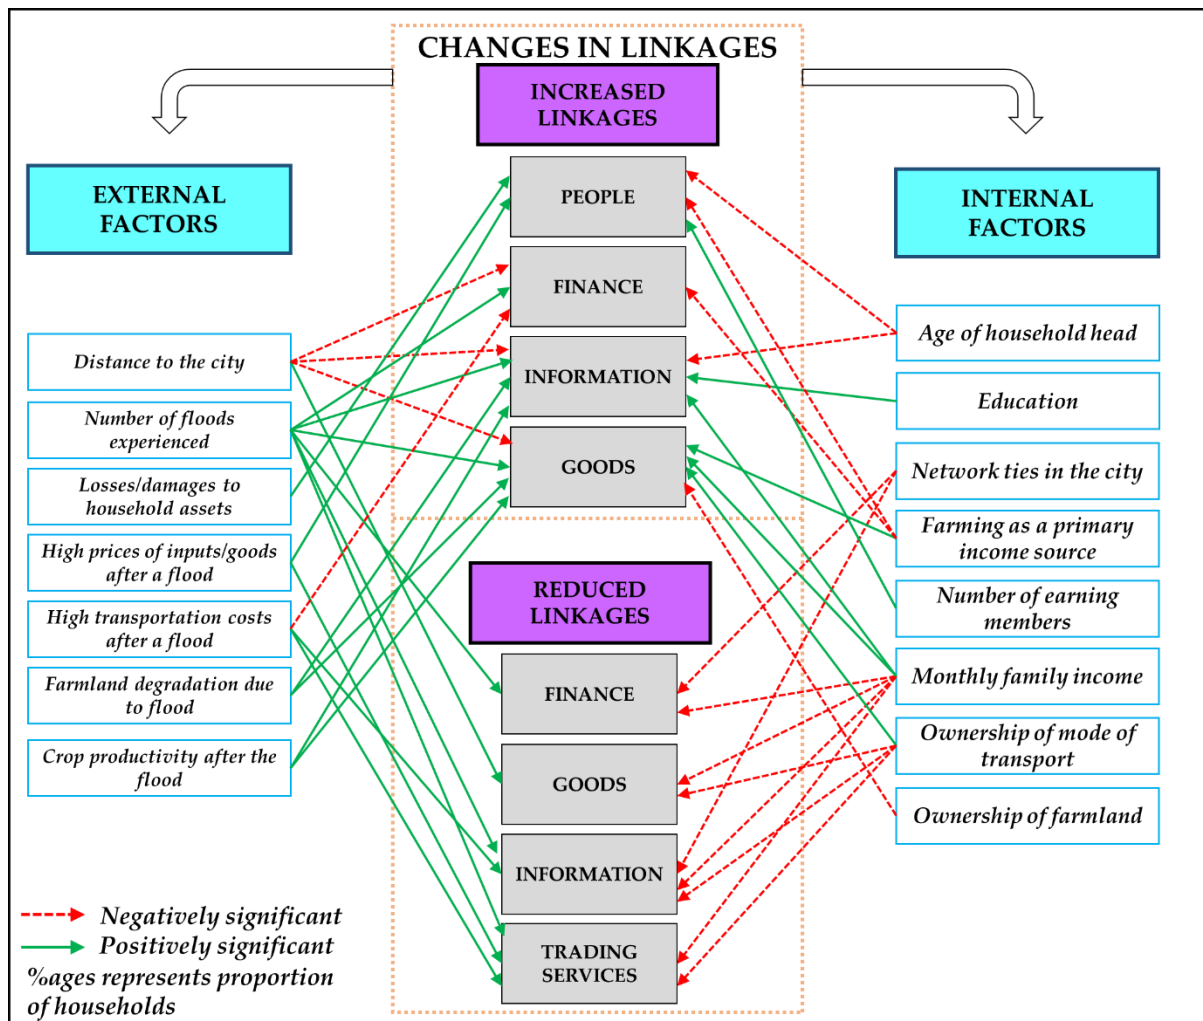 CHANGES IN LINKAGES
INCREASED
LINKAGES
EXTERNAL
FACTORS
PEOPLE
FINANCE
INFORMATION
GOODS
INTERNAL
FACTORS
Distance to the city
Number of floods
experienced
Losses/damages to
household assets
High prices of inputs/goods
after a flood
High transportation costs
after a flood
Farmland degradation due
to flood
Crop productivity after the
flood
Age of household head
Education
Network ties in the city
Farming as a primary
income source
Number of earning
members
Monthly family income
Ownership of mode of
transport
Ownership of farmland
REDUCED
LINKAGES
FINANCE
GOODS
INFORMATION
TRADING
SERVICES
Negatively significant
Positively significant
%ages represents proportion
of households